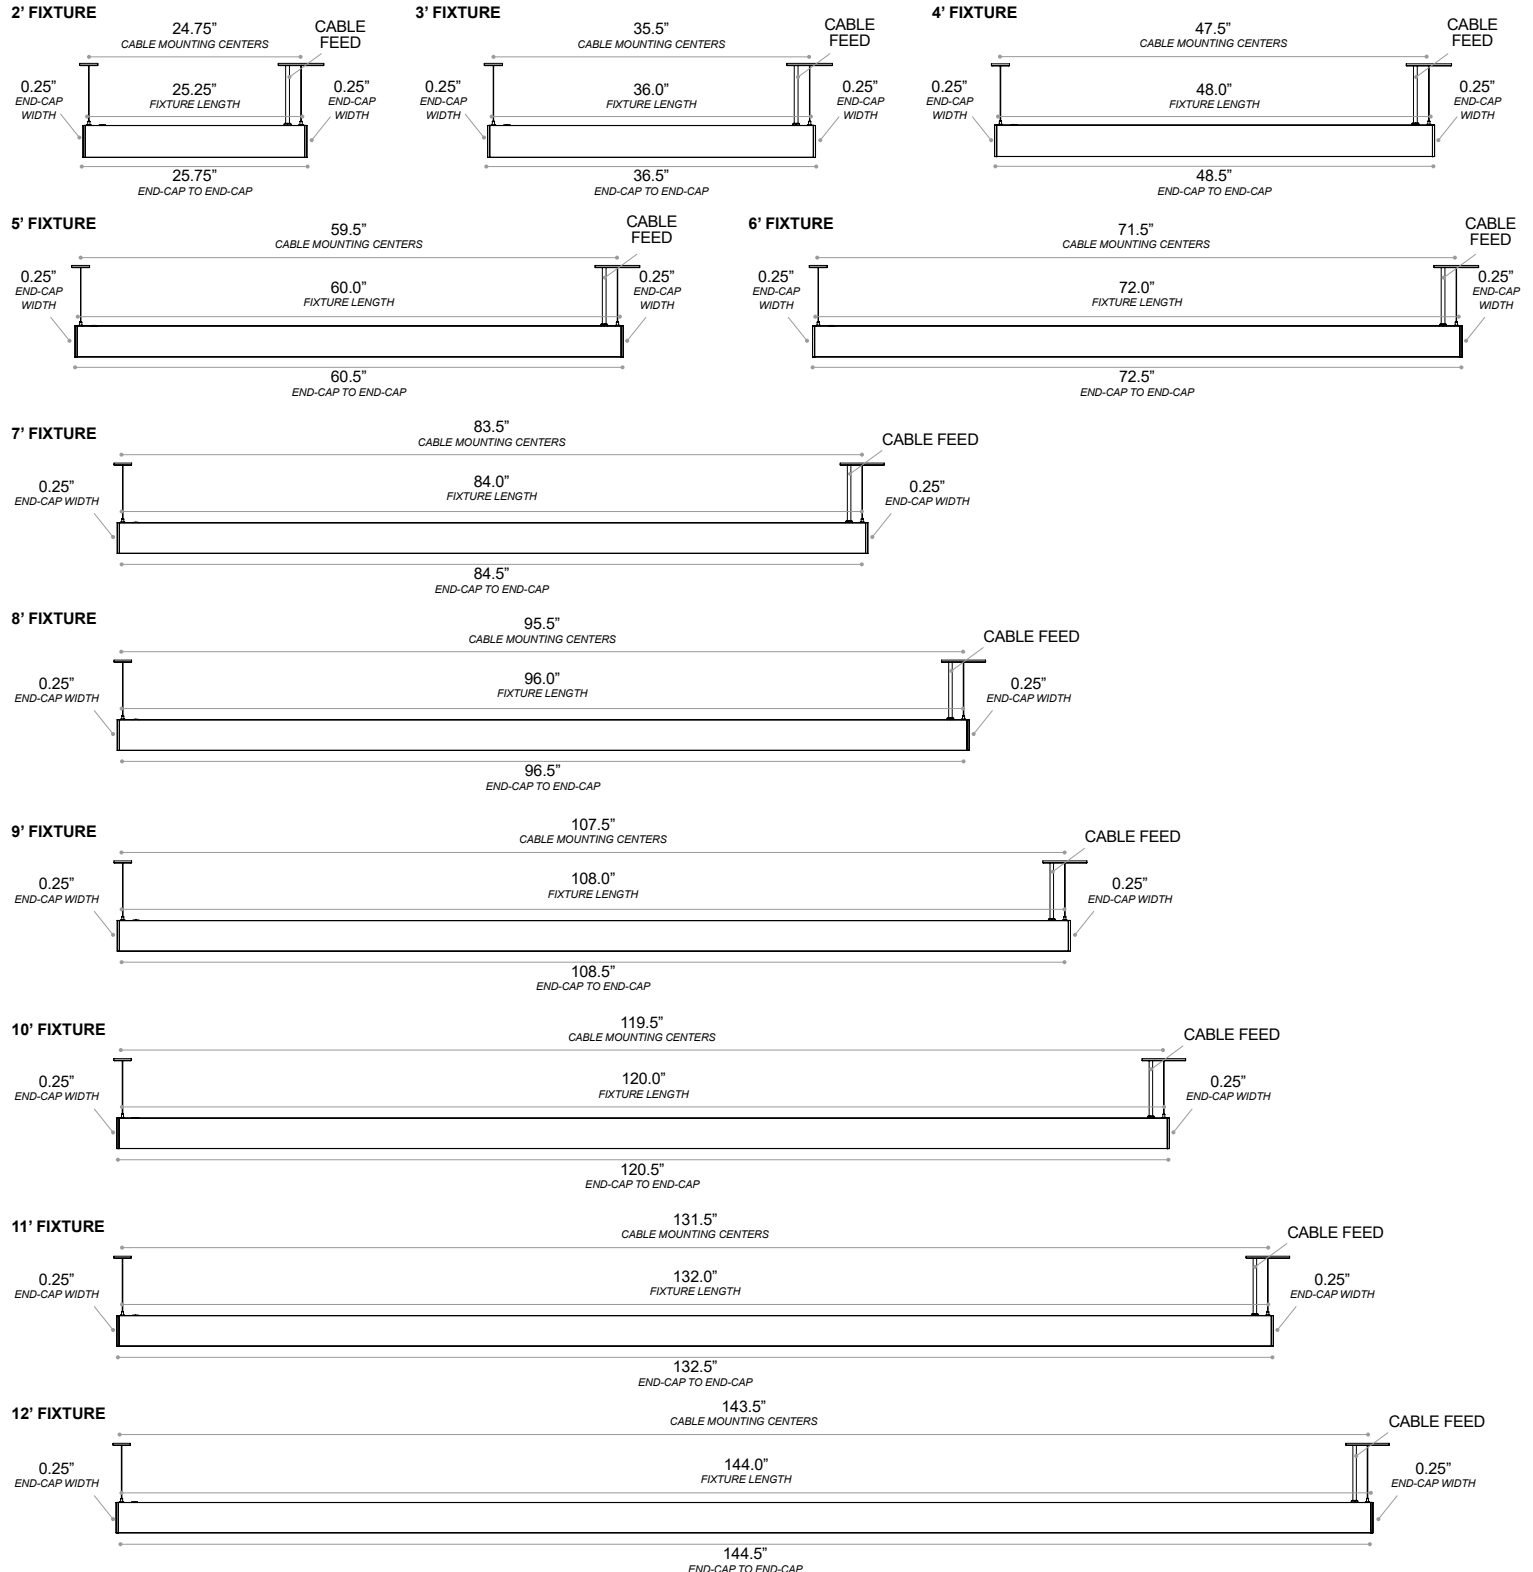 2’ FIXTURE
24.75”
CABLE MOUNTING CENTERS
CABLE
FEED
0.25”
END-CAP
WIDTH
25.25”
FIXTURE LENGTH
0.25”
END-CAP
WIDTH
25.75”
END-CAP TO END-CAP
3’ FIXTURE
35.5”
CABLE MOUNTING CENTERS
CABLE
FEED
0.25”
END-CAP
WIDTH
36.0”
FIXTURE LENGTH
0.25”
END-CAP
WIDTH
36.5”
END-CAP TO END-CAP
4’ FIXTURE
47.5”
CABLE MOUNTING CENTERS
CABLE
FEED
0.25”
END-CAP
WIDTH
48.0”
FIXTURE LENGTH
0.25”
END-CAP
WIDTH
48.5”
END-CAP TO END-CAP
5’ FIXTURE
59.5”
CABLE MOUNTING CENTERS
CABLE
FEED
0.25”
END-CAP
WIDTH
60.0”
FIXTURE LENGTH
0.25”
END-CAP
WIDTH
60.5”
END-CAP TO END-CAP
6’ FIXTURE
71.5”
CABLE MOUNTING CENTERS
CABLE
FEED
0.25”
END-CAP
WIDTH
72.0”
FIXTURE LENGTH
0.25”
END-CAP
WIDTH
72.5”
END-CAP TO END-CAP
7’ FIXTURE
83.5”
CABLE MOUNTING CENTERS
CABLE FEED
0.25”
END-CAP WIDTH
84.0”
FIXTURE LENGTH
0.25”
END-CAP WIDTH
84.5”
END-CAP TO END-CAP
8’ FIXTURE
95.5”
CABLE MOUNTING CENTERS
CABLE FEED
0.25”
END-CAP WIDTH
96.0”
FIXTURE LENGTH
0.25”
END-CAP WIDTH
96.5”
END-CAP TO END-CAP
9’ FIXTURE
107.5”
CABLE MOUNTING CENTERS
CABLE FEED
0.25”
END-CAP WIDTH
108.0”
FIXTURE LENGTH
0.25”
END-CAP WIDTH
108.5”
END-CAP TO END-CAP
10’ FIXTURE
119.5”
CABLE MOUNTING CENTERS
CABLE FEED
0.25”
END-CAP WIDTH
120.0”
FIXTURE LENGTH
0.25”
END-CAP WIDTH
120.5”
END-CAP TO END-CAP
11’ FIXTURE
131.5”
CABLE MOUNTING CENTERS
CABLE FEED
0.25”
END-CAP WIDTH
132.0”
FIXTURE LENGTH
0.25”
END-CAP WIDTH
132.5”
END-CAP TO END-CAP
12’ FIXTURE
143.5”
CABLE MOUNTING CENTERS
CABLE FEED
0.25”
END-CAP WIDTH
144.0”
FIXTURE LENGTH
0.25”
END-CAP WIDTH
144.5”
END-CAP TO END-CAP